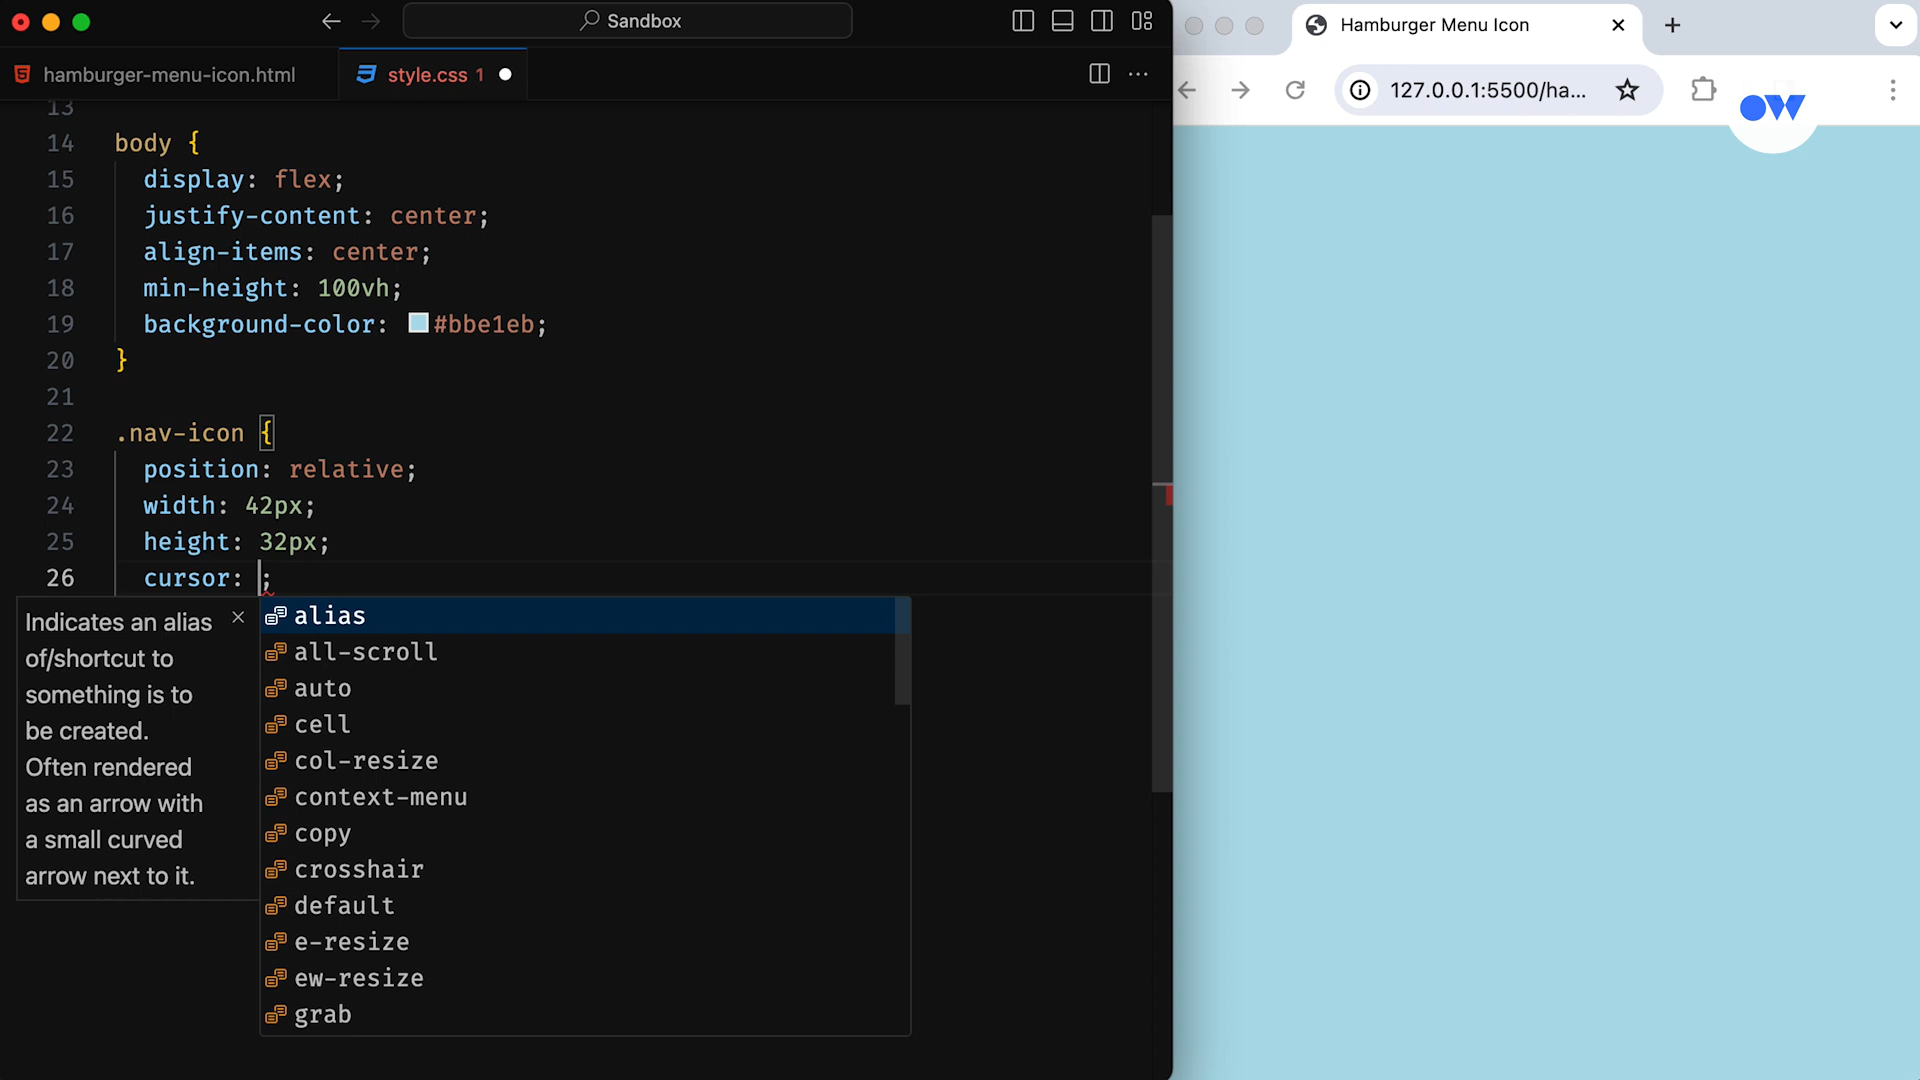 Sandbox
Hamburger Menu Icon
hamburger-menu-icon.html
style.css 1
127.0.0.1:5500/ha...
OW
13
14 body {
15 display: flex;
16 justify-content: center;
17 align-items: center;
18 min-height: 100vh;
19 background-color: #bbe1eb;
20 }
21
22 .nav-icon {
23 position: relative;
24 width: 42px;
25 height: 32px;
26 cursor: ;
Indicates an alias
of/shortcut to
something is to
be created.
Often rendered
as an arrow with
a small curved
arrow next to it.
alias
all-scroll
auto
cell
col-resize
context-menu
copy
crosshair
default
e-resize
ew-resize
grab